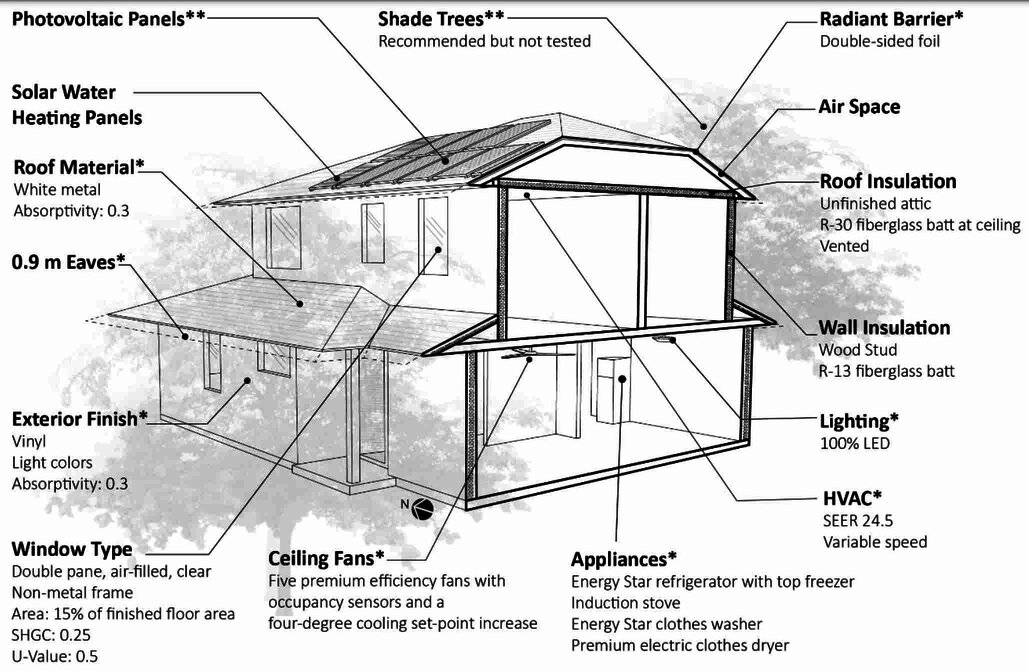 Photovoltaic Panels**
Shade Trees**
Recommended but not tested
Radiant Barrier*
Double-sided foil
Solar Water
Heating Panels
Air Space
Roof Material*
White metal
Absorptivity: 0.3
Roof Insulation
Unfinished attic
R-30 fiberglass batt at ceiling
Vented
0.9 m Eaves*
Wall Insulation
Wood Stud
R-13 fiberglass batt
Exterior Finish*
Vinyl
Light colors
Absorptivity: 0.3
Lighting*
100% LED
HVAC*
SEER 24.5
Variable speed
N
Window Type
Double pane, air-filled, clear
Non-metal frame
Area: 15% of finished floor area
SHGC: 0.25
U-Value: 0.5
Ceiling Fans*
Five premium efficiency fans with
occupancy sensors and a
four-degree cooling set-point increase
Appliances*
Energy Star refrigerator with top freezer
Induction stove
Energy Star clothes washer
Premium electric clothes dryer